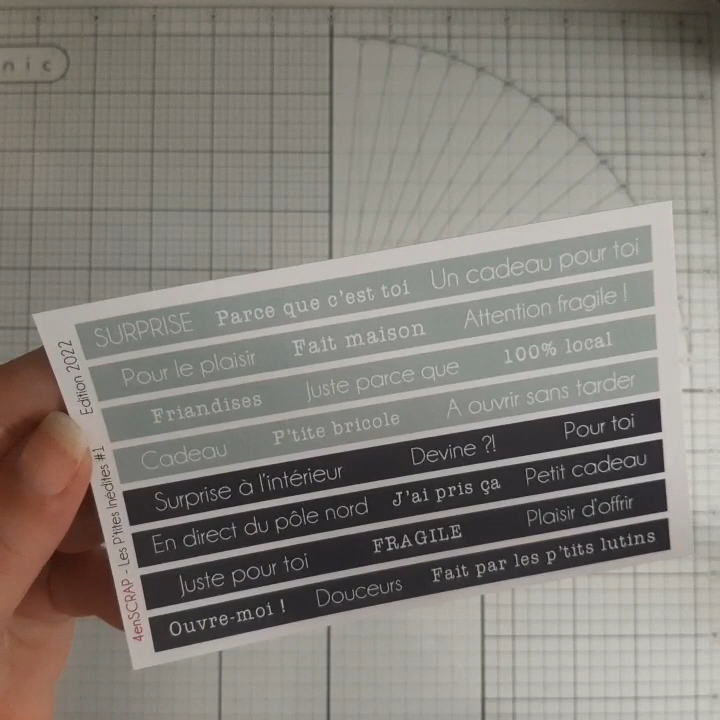 nic
SURPRISE Parce que c'est toi Un cadeau pour toi
Pour le plaisir Fait maison Attention fragile !
Friandises Juste parce que 100% local
Cadeau P'tite bricole A ouvrir sans tarder
Surprise à l'intérieur Devine ?! Pour toi
En direct du pôle nord J'ai pris ça Petit cadeau
Juste pour toi FRAGILE Plaisir d'offrir
Ouvre-moi ! Douceurs Fait par les p'tits lutins
4enSCRAP - Les P'tites Inédites #1 Edition 2022